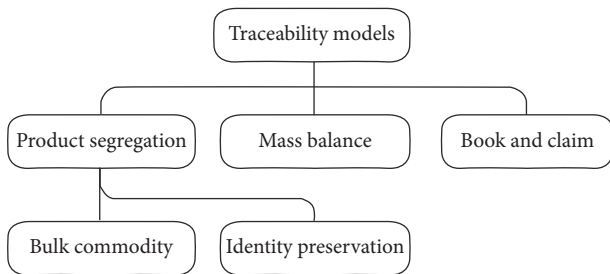 Traceability models
Product segregation
Mass balance
Book and claim
Bulk commodity
Identity preservation